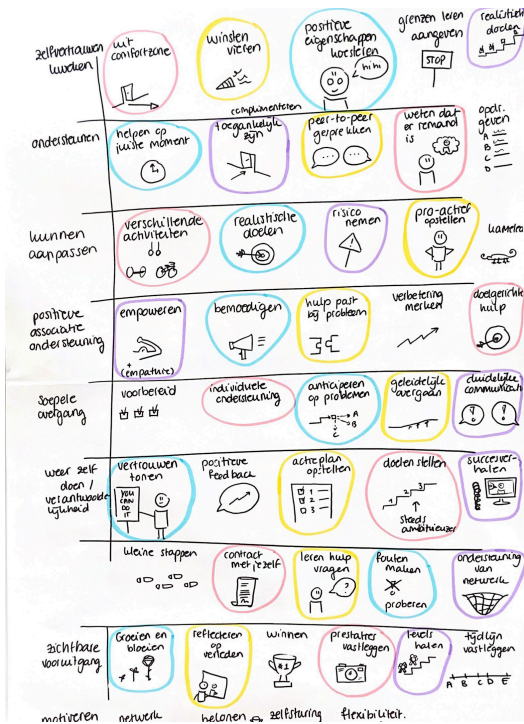 zelfvertrouwen kweken
uit comfortzone
winsten vieren
positieve eigenschappen koesteren
hi hi
grenzen leren aangeven
STOP
realistische doelen
complimenteren
ondersteunen
helpen op juiste moment
toegankelijk zijn
peer-to-peer gesprekken
weten dat er iemand is
opdr. geven
A
B
C
D
kunnen aanpassen
verschillende activiteiten
realistische doelen
risico nemen
pro-actief opstellen
positieve associatie ondersteuning
empoweren
+
(empathie)
bemoedigen
hulp past bij probleem
verbetering merken
doelgerichte hulp
soepele overgang
voorbereid
individuele ondersteuning
anticiperen op problemen
A
B
C
geleidelijke overgaan
duidelijke communicati
! !
weer zelf doen /
verantwoorde lijkheid
vertrouwen tonen
YOU CAN DO IT
positieve feedback
actieplan opstellen
1
2
3
doelen stellen
1 2 3
steeds ambitieuzer
succesver-
halen
kleine stappen
contract met jezelf
leren hulp vragen
?
fouten maken
proberen
ondersteuning van netwerk
zichtbare vooruitgang
Groeien en bloeien
reflecteren op verleden
winnen
#1
prestaties vastleggen
levels halen
tijdlijn vastleggen
A B C D E
motiveren netwerk belonen zelfsturing flexibiliteit.